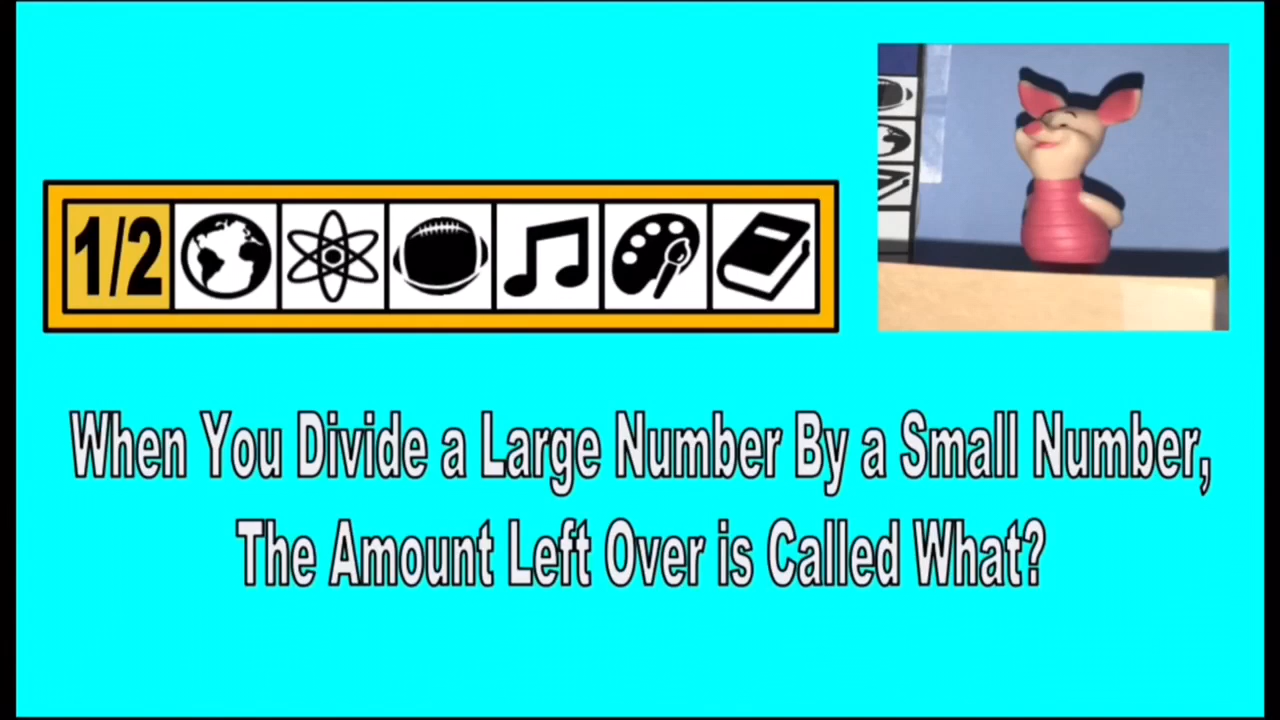 1/2
When You Divide a Large Number By a Small Number,
The Amount Left Over is Called What?